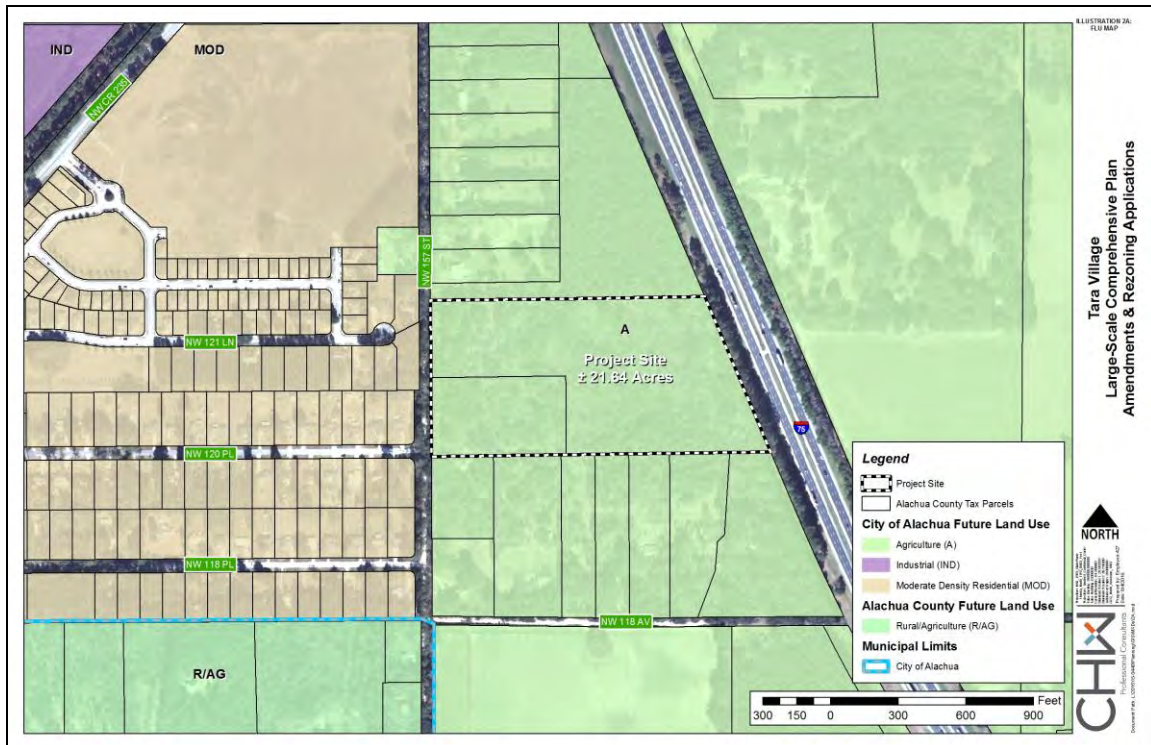 ILLUSTRATION 2A:
FLU MAP
IND
MOD
NW CR 235
NW 157 ST
A
Project Site
± 21.64 Acres
NW 121 LN
NW 120 PL
75
NW 118 PL
NW 118 AV
R/AG
Legend
Project Site
Alachua County Tax Parcels
City of Alachua Future Land Use
Agriculture (A)
Industrial (IND)
Moderate Density Residential (MOD)
Alachua County Future Land Use
Rural/Agriculture (R/AG)
Municipal Limits
City of Alachua
Feet
300 150 0 300 600 900
Tara Village
Large-Scale Comprehensive Plan
Amendments & Rezoning Applications
NORTH
CHW
Professional Consultants